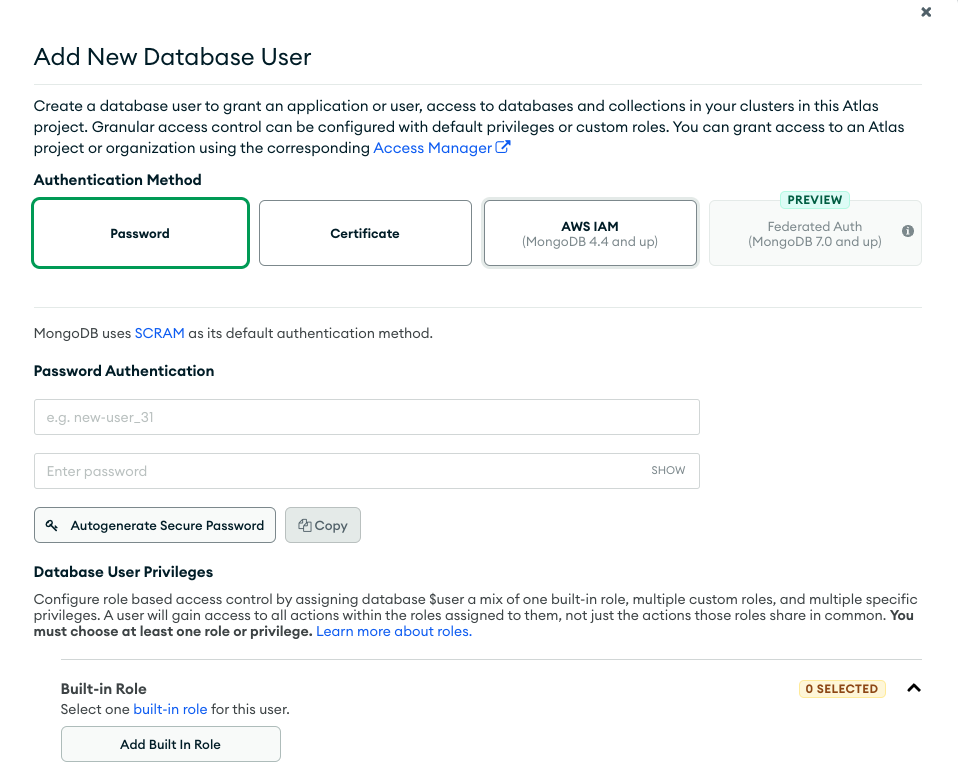 Add New Database User
Create a database user to grant an application or user, access to databases and collections in your clusters in this Atlas
project. Granular access control can be configured with default privileges or custom roles. You can grant access to an Atlas
project or organization using the corresponding Access Manager
Authentication Method
Password
Certificate
AWS IAM
(MongoDB 4.4 and up)
PREVIEW
Federated Auth
(MongoDB 7.0 and up)
MongoDB uses SCRAM as its default authentication method.
Password Authentication
e.g. new-user_31
Enter password
SHOW
Autogenerate Secure Password
Copy
Database User Privileges
Configure role based access control by assigning database $user a mix of one built-in role, multiple custom roles, and multiple specific
privileges. A user will gain access to all actions within the roles assigned to them, not just the actions those roles share in common. You
must choose at least one role or privilege. Learn more about roles.
Built-in Role
0 SELECTED
Select one built-in role for this user.
Add Built In Role